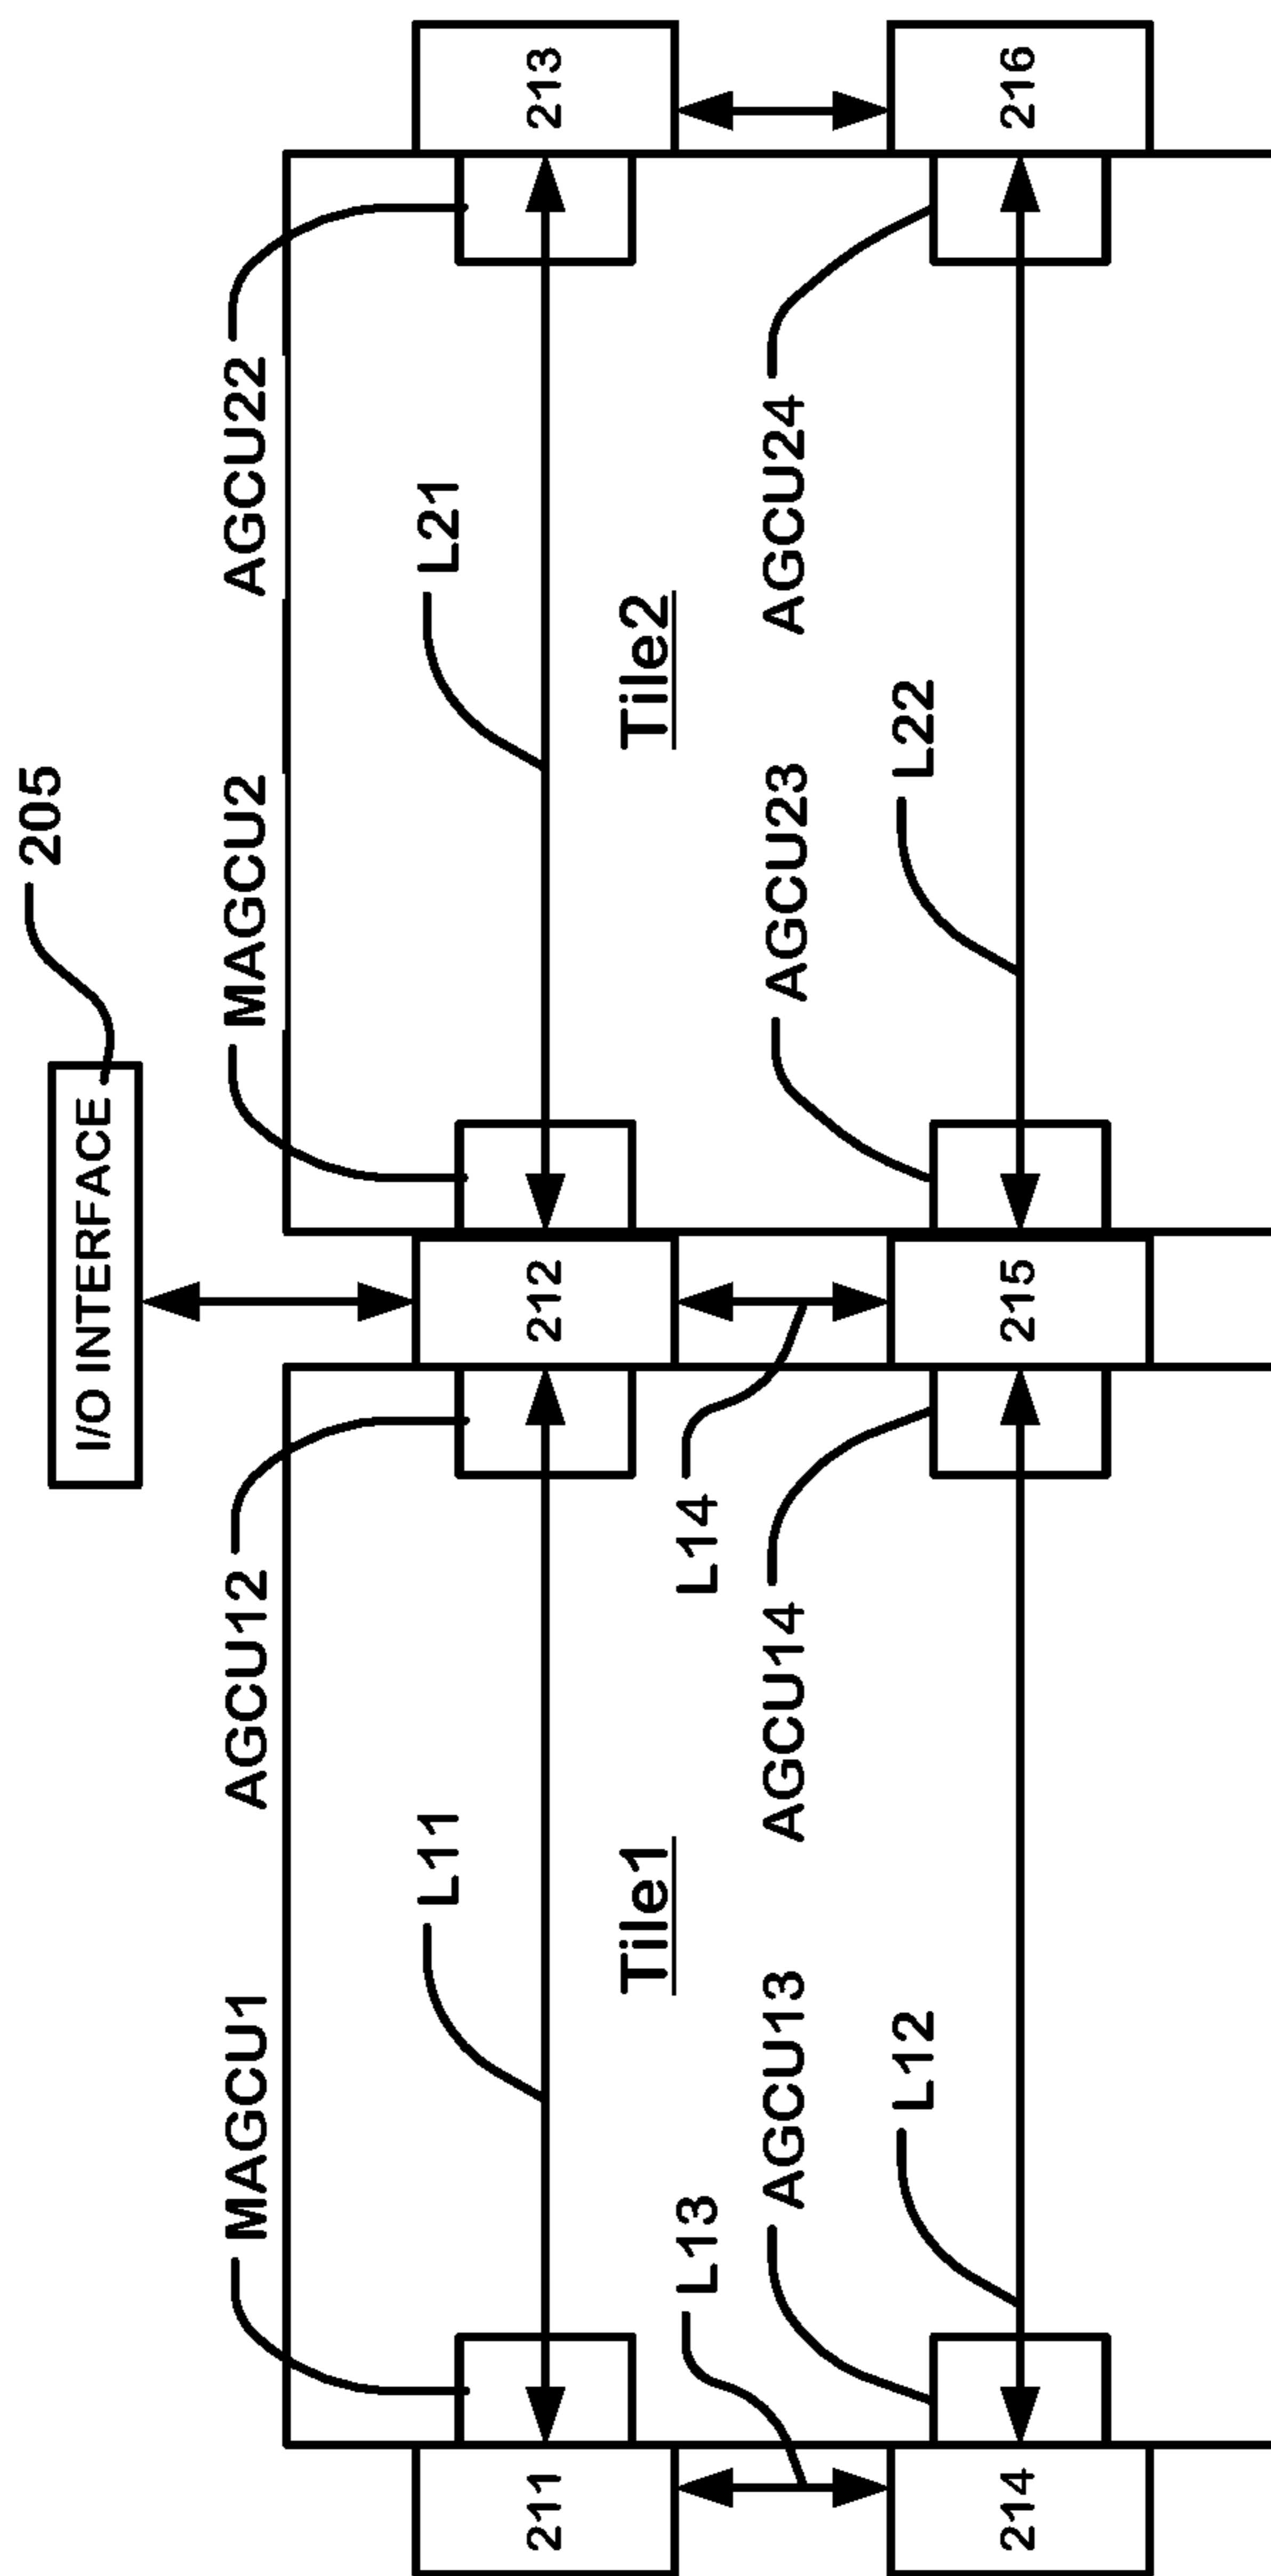 205
I/O INTERFACE
MAGCU1
AGCU12
MAGCU2
AGCU22
L11
L21
211
212
213
Tile1
Tile2
L13
L14
AGCU13
AGCU14
AGCU23
AGCU24
L12
L22
214
215
216